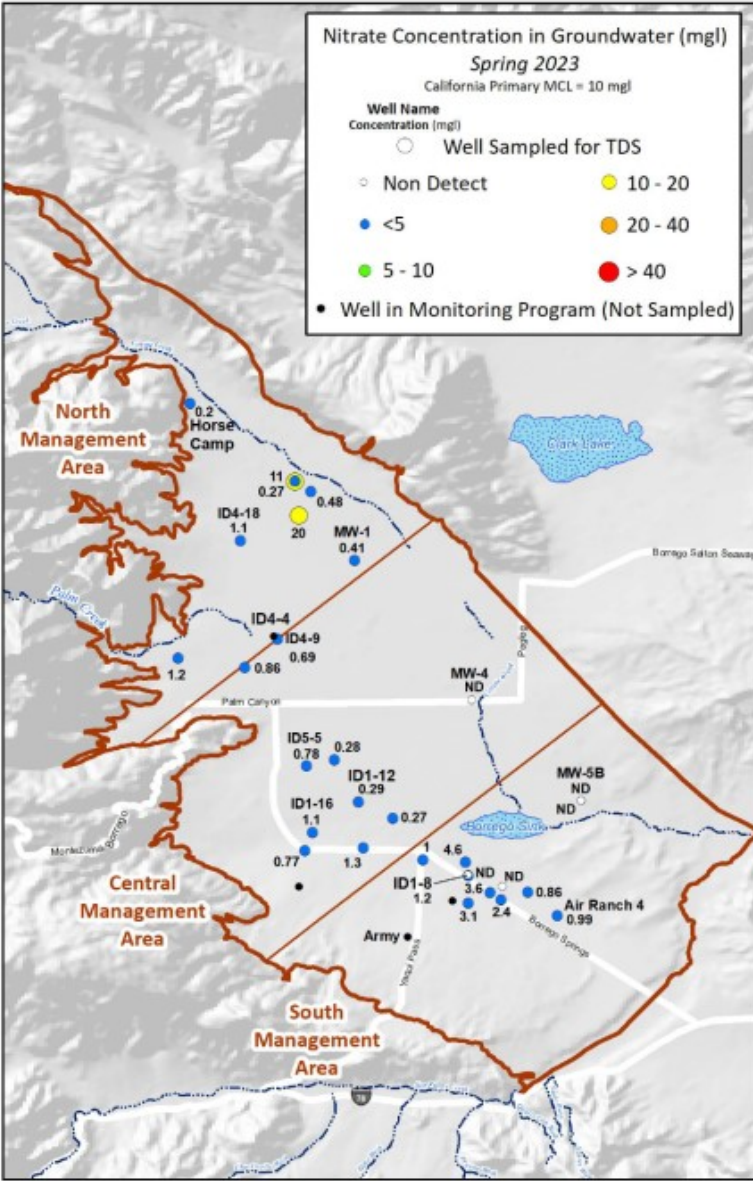 Nitrate Concentration in Groundwater (mgl)
Spring 2023
California Primary MCL = 10 mgl
Well Name
Concentration (mgl)
Well Sampled for TDS
Non Detect
<5
5 - 10
10 - 20
20 - 40
> 40
Well in Monitoring Program (Not Sampled)
North
Management
Area
0.2
Horse
Camp
Clark Lake
11
0.27
0.48
ID4-18
1.1
20
MW-1
0.41
Borrego Salton Seaway
Palm Creek
ID4-4
ID4-9
0.69
1.2
0.86
Pegleg
MW-4
ND
Palm Canyon
ID5-5
0.78
0.28
ID1-12
0.29
MW-5B
ND
ND
ID1-16
1.1
0.27
Borrego Sink
Montezuma Borrego
0.77
1.3
1
4.6
Central
Management
Area
ID1-8
1.2
ND
ND
3.6
0.86
3.1
2.4
Air Ranch 4
0.99
Army
Yaqui Pass
Borrego Springs
South
Management
Area
78